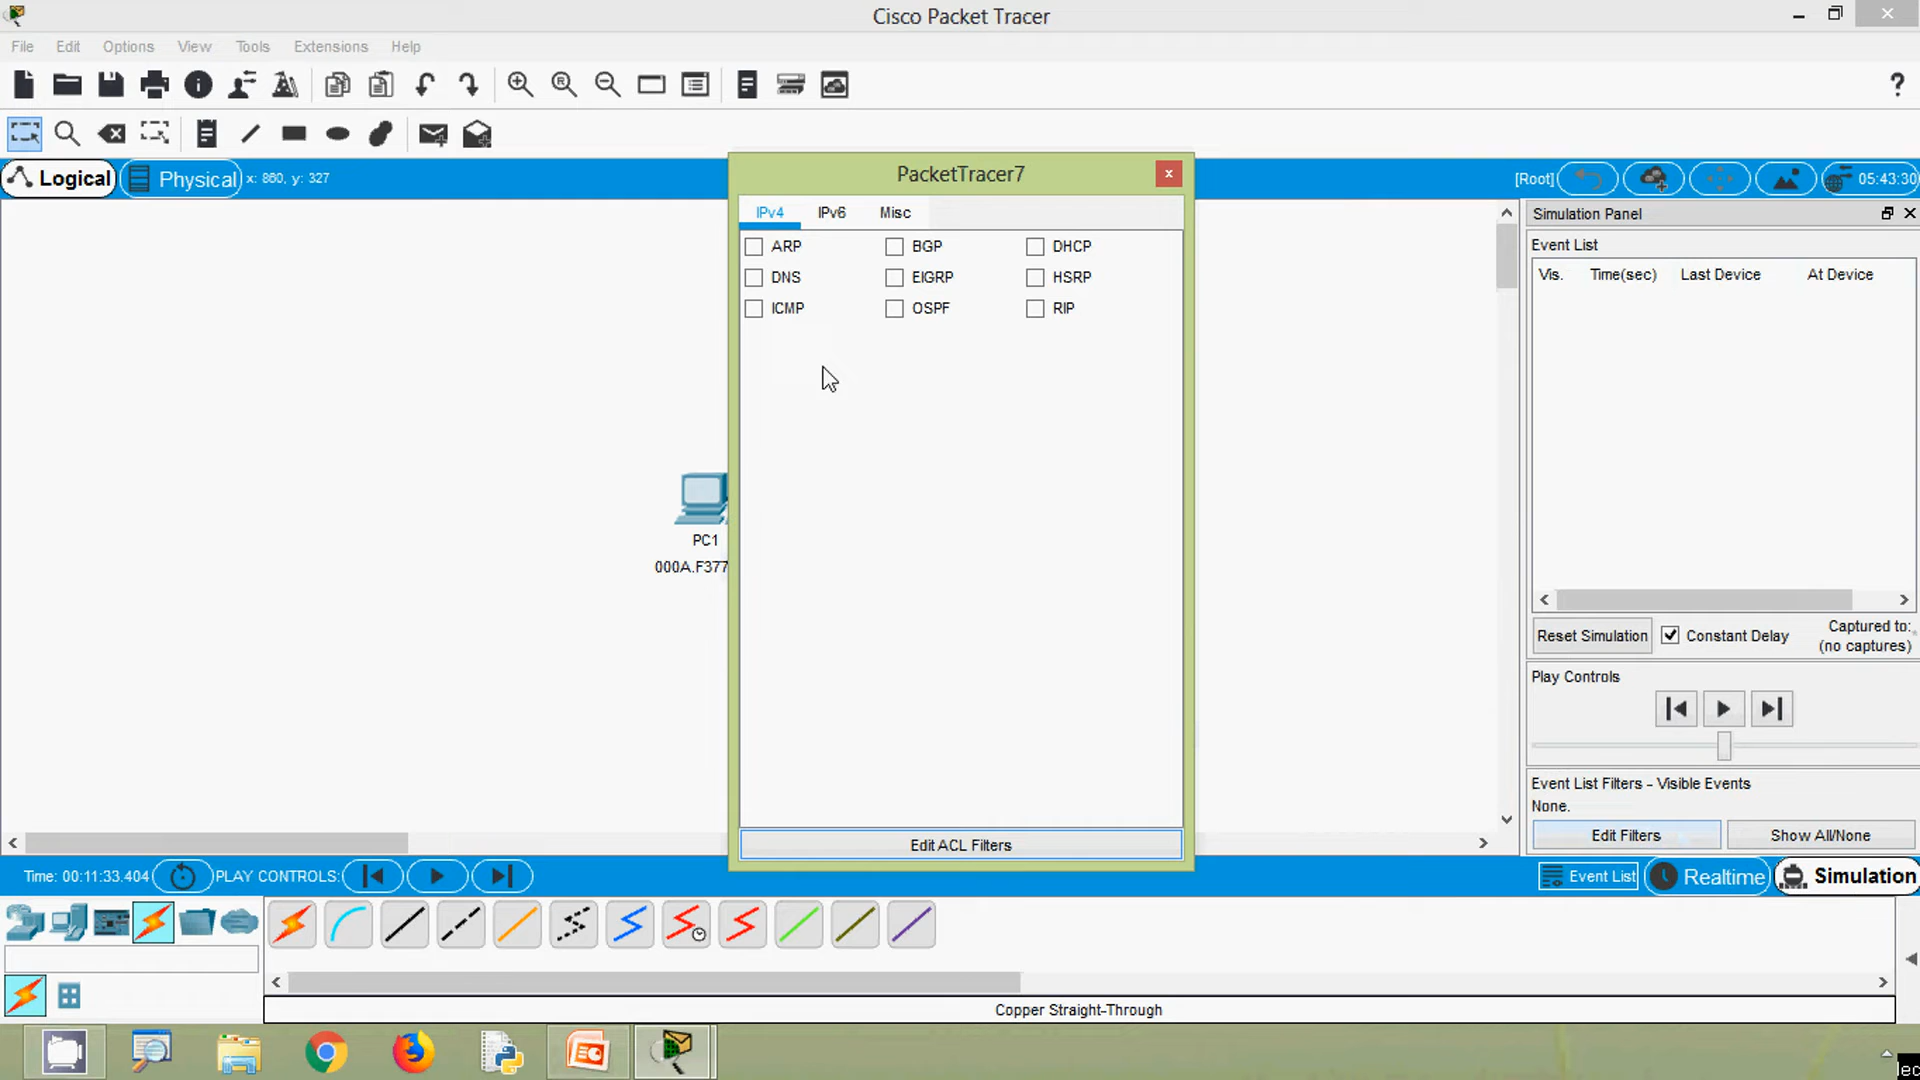 Cisco Packet Tracer
File Edit Options View Tools Extensions Help
Logical Physical x: 860, y: 327 [Root] 05:43:30
PacketTracer7
IPv4 IPv6 Misc
ARP BGP DHCP
DNS EIGRP HSRP
ICMP OSPF RIP
Edit ACL Filters
PC1
000A.F377
Simulation Panel
Event List
Vis. Time(sec) Last Device At Device
Reset Simulation Constant Delay Captured to:
(no captures)
Play Controls
Event List Filters - Visible Events
None.
Edit Filters Show All/None
Time: 00:11:33.404 PLAY CONTROLS: Event List Realtime Simulation
Copper Straight-Through